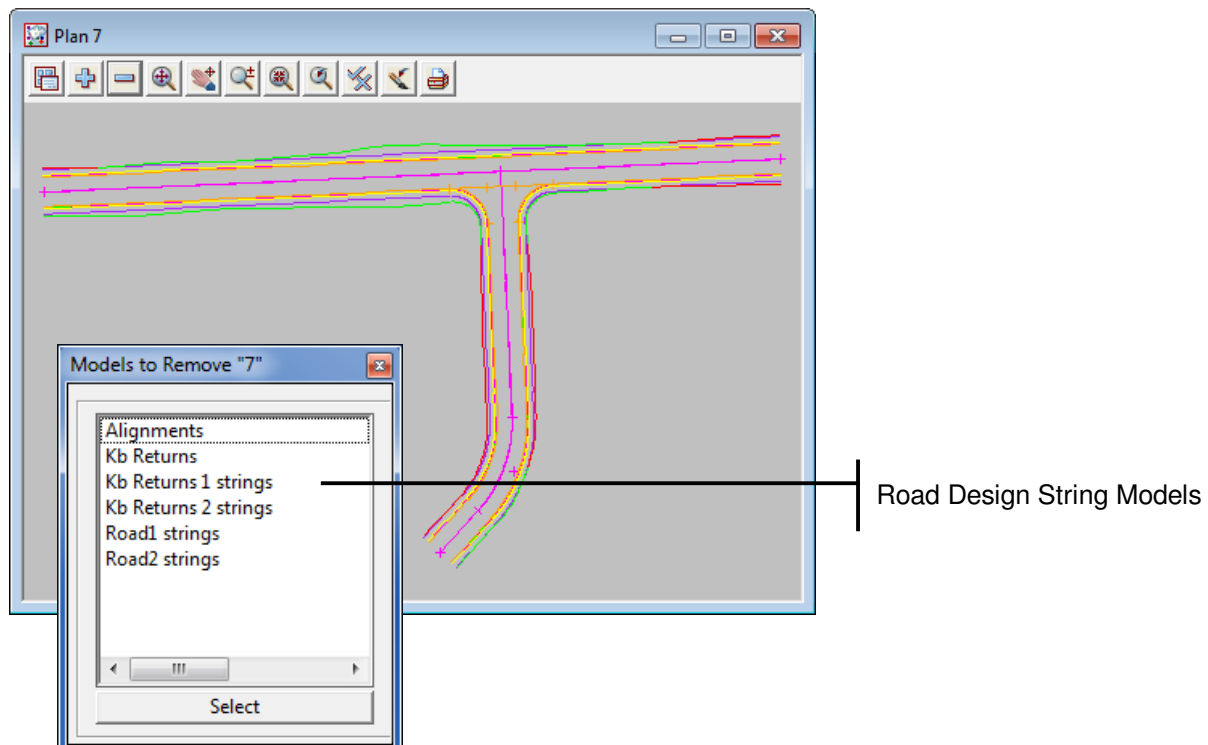 Plan 7
Models to Remove "7"
Alignments
Kb Returns
Kb Returns 1 strings
Kb Returns 2 strings
Road1 strings
Road2 strings
Select
Road Design String Models